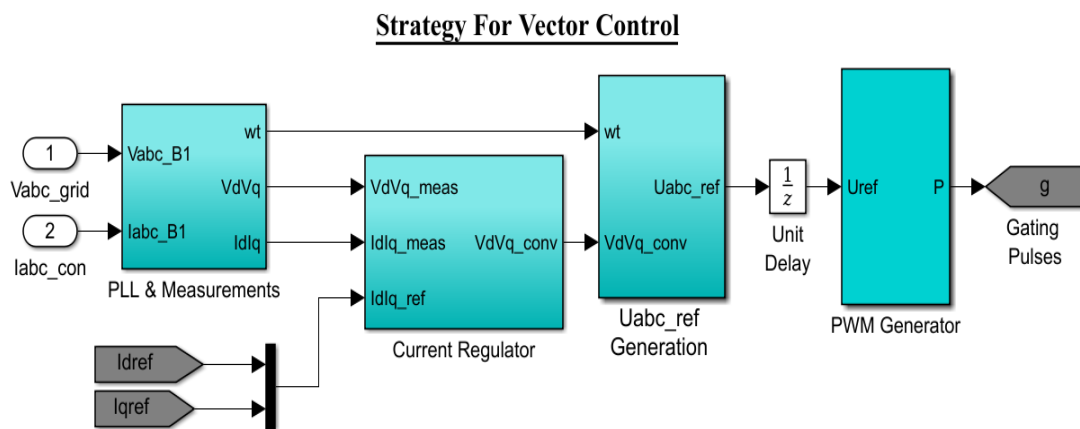 Strategy For Vector Control
1
Vabc_grid
2
Iabc_con
Vabc_B1
Iabc_B1
wt
VdVq
IdIq
PLL & Measurements
Idref
Iqref
VdVq_meas
IdIq_meas
IdIq_ref
VdVq_conv
Current Regulator
wt
VdVq_conv
Uabc_ref
Uabc_ref
Generation
1
z
Unit
Delay
Uref
P
PWM Generator
g
Gating
Pulses